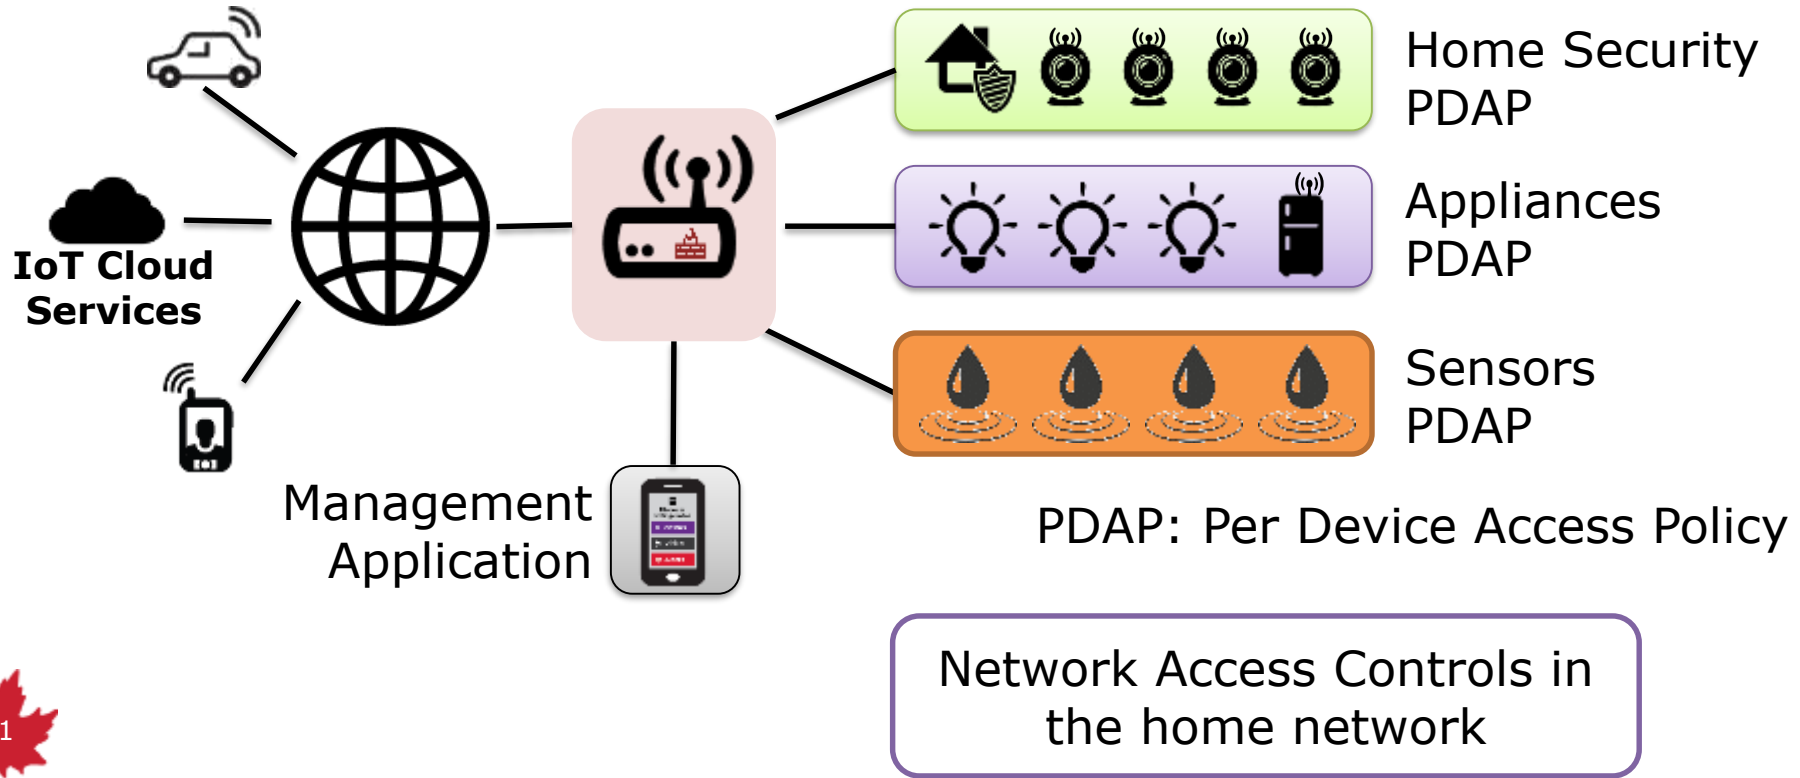 Home Security
PDAP
Appliances
PDAP
IoT Cloud
Services
Sensors
PDAP
Management
Application
PDAP: Per Device Access Policy
Network Access Controls in
the home network
1